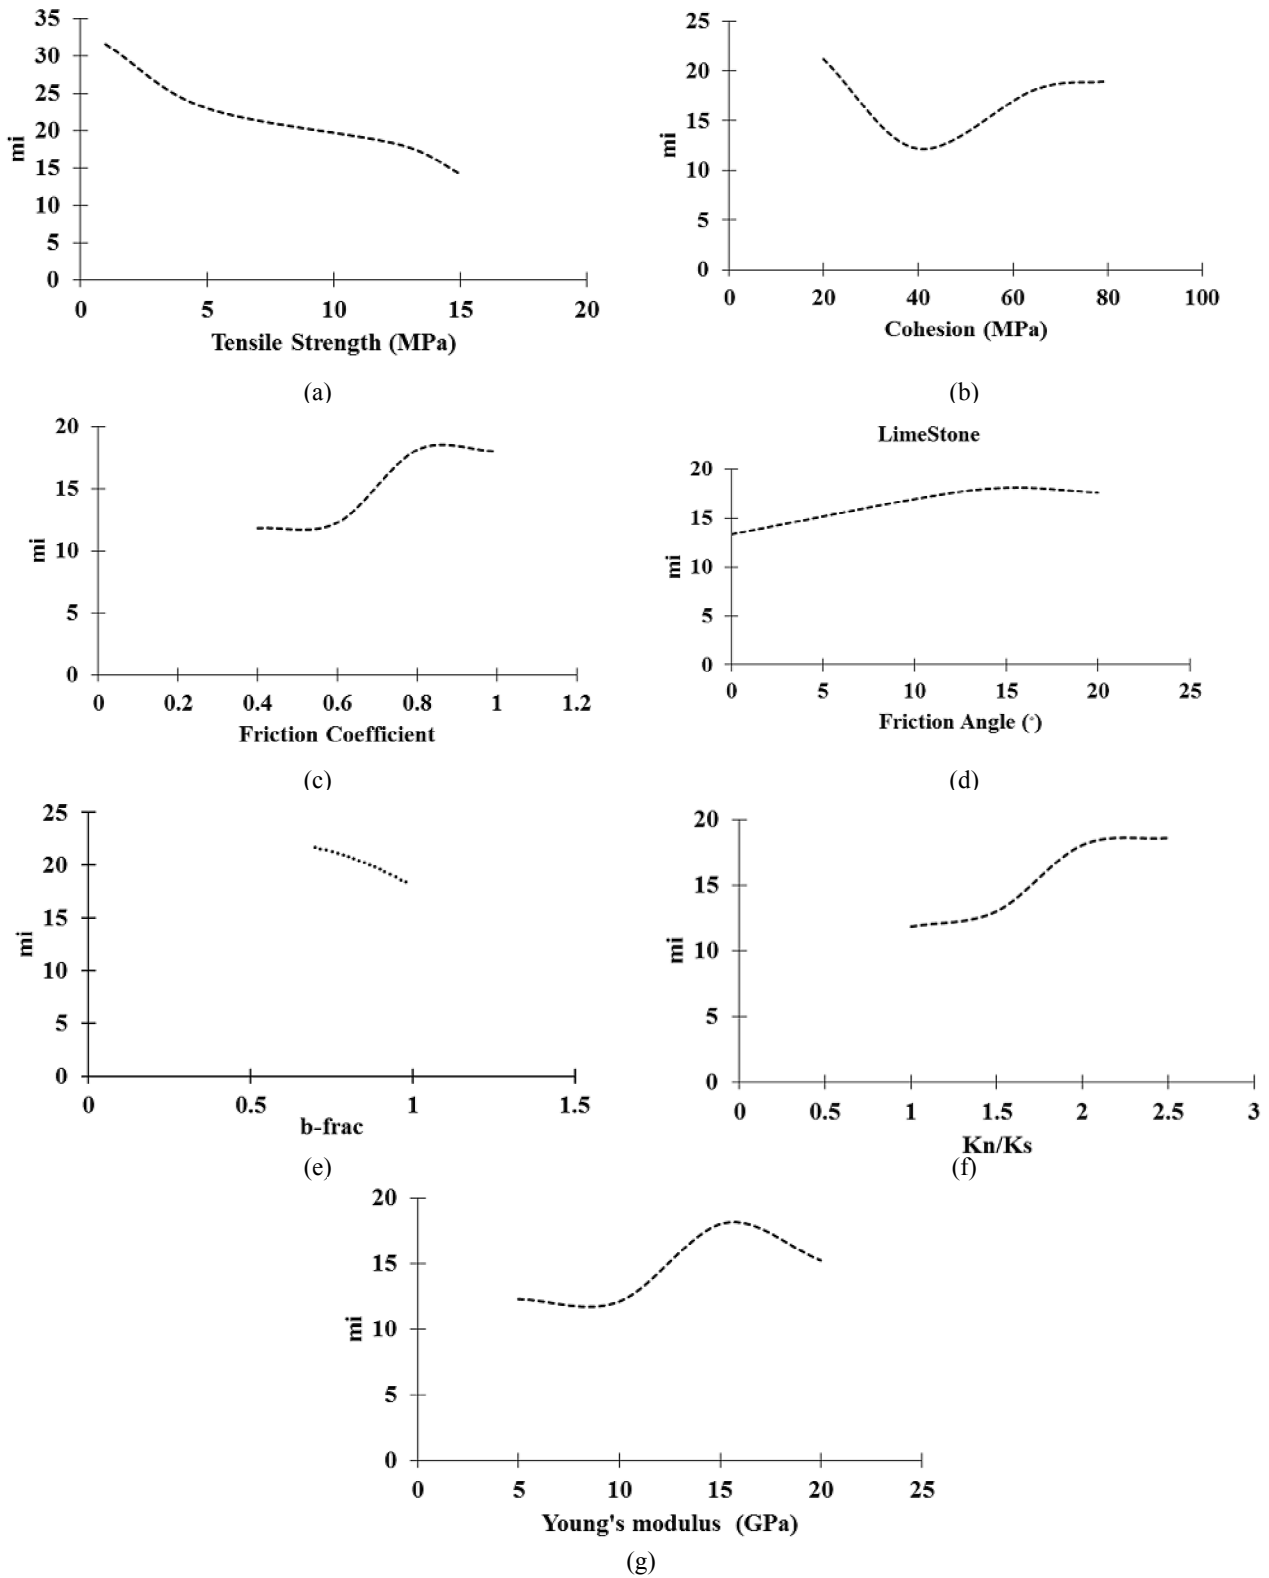 35
30
25
20
15
10
5
0
mi
0 5 10 15 20
Tensile Strength (MPa)
(a)
25
20
15
10
5
0
mi
0 20 40 60 80 100
Cohesion (MPa)
(b)
20
15
10
5
0
mi
0 0.2 0.4 0.6 0.8 1 1.2
Friction Coefficient
(c)
LimeStone
20
15
10
5
0
mi
0 5 10 15 20 25
Friction Angle (°)
(d)
25
20
15
10
5
0
mi
0 0.5 1 1.5
b-frac
(e)
20
15
10
5
0
mi
0 0.5 1 1.5 2 2.5 3
Kn/Ks
(f)
20
15
10
5
0
mi
0 5 10 15 20 25
Young's modulus (GPa)
(g)